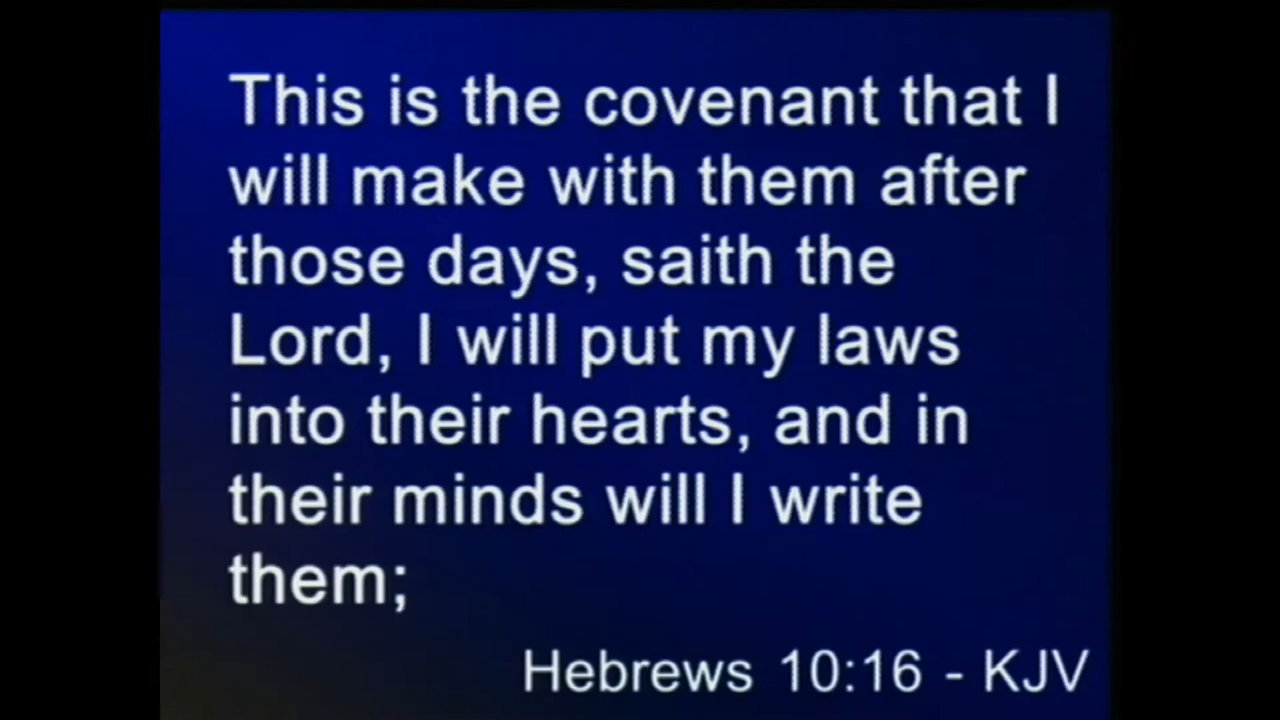 This is the covenant that I
will make with them after
those days, saith the
Lord, I will put my laws
into their hearts, and in
their minds will I write
them;
Hebrews 10:16 - KJV